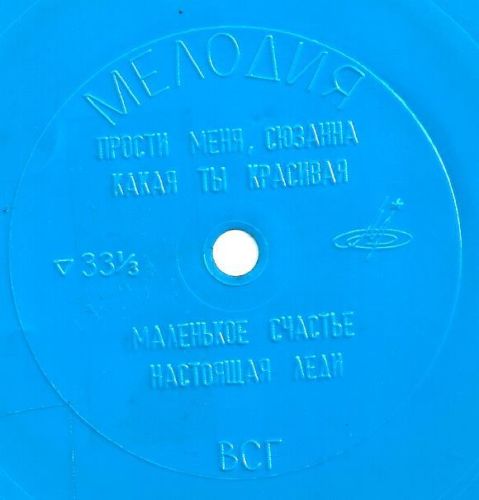 МЕЛОДИЯ
ПРОСТИ МЕНЯ, СЮЗАННА
КАКАЯ ТЫ КРАСИВАЯ
▽ 33⅓
МАЛЕНЬКОЕ СЧАСТЬЕ
НАСТОЯЩАЯ ЛЕДИ
ВСГ